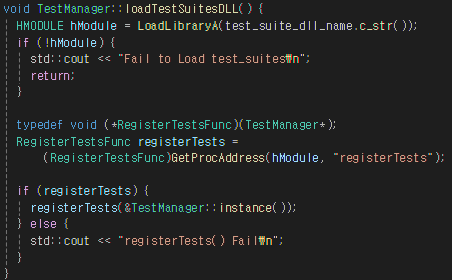 void TestManager::loadTestSuitesDLL() {
HMODULE hModule = LoadLibraryA(test_suite_dll_name.c_str());
if (!hModule) {
std::cout << "Fail to Load test_suites₩n";
return;
}
typedef void (*RegisterTestsFunc)(TestManager*);
RegisterTestsFunc registerTests =
(RegisterTestsFunc)GetProcAddress(hModule, "registerTests");
if (registerTests) {
registerTests(&TestManager::instance());
} else {
std::cout << "registerTests() Fail₩n";
}
}